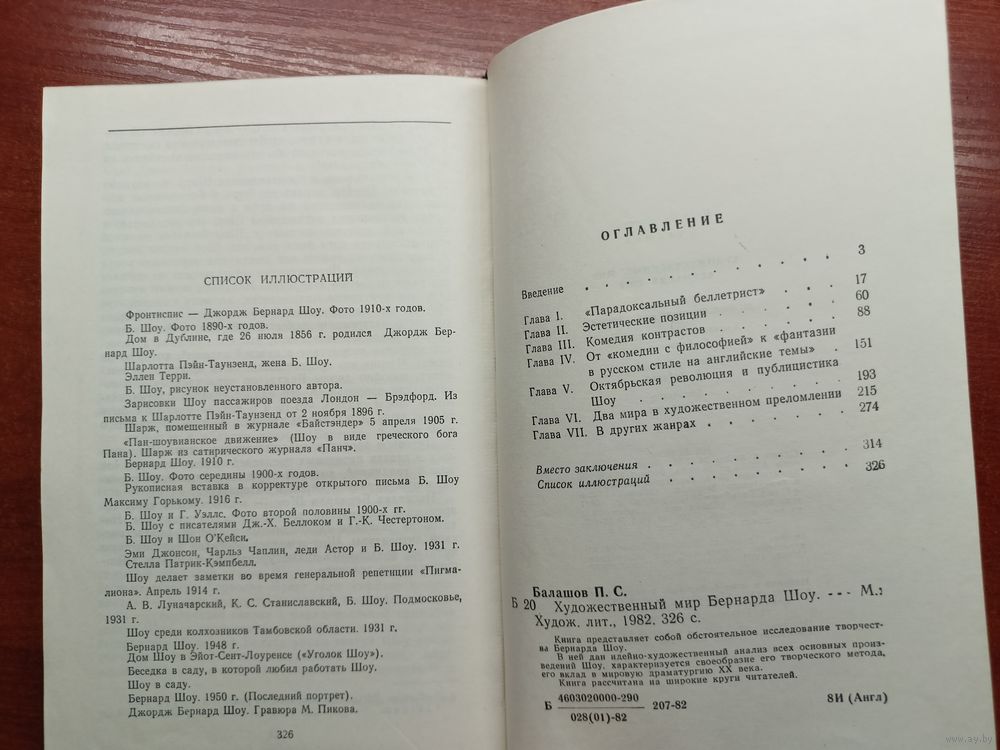 СПИСОК ИЛЛЮСТРАЦИЙ
Фронтиспис — Джордж Бернард Шоу. Фото 1910-х годов.
Б. Шоу. Фото 1890-х годов.
Дом в Дублине, где 26 июля 1856 г. родился Джордж Бер-
нард Шоу.
Шарлотта Пэйн-Таунзенд, жена Б. Шоу.
Эллен Терри.
Б. Шоу, рисунок неустановленного автора.
Зарисовки Шоу пассажиров поезда Лондон — Брэдфорд. Из
письма к Шарлотте Пэйн-Таунзенд от 2 ноября 1896 г.
Шарж, помещенный в журнале «Байстэндер» 5 апреля 1905 г.
«Пан-шоувианское движение» (Шоу в виде греческого бога
Пана). Шарж из сатирического журнала «Панч».
Бернард Шоу. 1910 г.
Б. Шоу. Фото середины 1900-х годов.
Рукописная вставка в корректуре открытого письма Б. Шоу
Максиму Горькому. 1916 г.
Б. Шоу и Г. Уэллс. Фото второй половины 1900-х гг.
Б. Шоу с писателями Дж.-Х. Беллоком и Г.-К. Честертоном.
Б. Шоу и Шон О'Кейси.
Эми Джонсон, Чарльз Чаплин, леди Астор и Б. Шоу. 1931 г.
Стелла Патрик-Кэмпбелл.
Шоу делает заметки во время генеральной репетиции «Пигма-
лиона». Апрель 1914 г.
А. В. Луначарский, К. С. Станиславский, Б. Шоу. Подмосковье,
1931 г.
Шоу среди колхозников Тамбовской области. 1931 г.
Бернард Шоу. 1948 г.
Дом Шоу в Эйот-Сент-Лоуренсе («Уголок Шоу»).
Беседка в саду, в которой любил работать Шоу.
Шоу в саду.
Бернард Шоу. 1950 г. (Последний портрет).
Джордж Бернард Шоу. Гравюра М. Пикова.
326
ОГЛАВЛЕНИЕ
Введение . . . . . . . . . 3
Глава I. «Парадоксальный беллетрист» . . . . 17
Глава II. Эстетические позиции . . . . . 60
Глава III. Комедия контрастов . . . . . 88
Глава IV. От «комедии с философией» к «фантазии
в русском стиле на английские темы» . 151
Глава V. Октябрьская революция и публицистика
Шоу . . . . . . . 193
Глава VI. Два мира в художественном преломлении 215
Глава VII. В других жанрах . . . . . . 274
Вместо заключения . . . . . . . 314
Список иллюстраций . . . . . . . 326
Балашов П. С.
Б 20 Художественный мир Бернарда Шоу. --- М.:
Худож. лит., 1982. 326 с.
Книга представляет собой обстоятельное исследование творчест-
ва Бернарда Шоу.
В ней дан идейно-художественный анализ всех основных произ-
ведений Шоу, характеризуется своеобразие его творческого метода,
его вклад в мировую драматургию XX века.
Книга рассчитана на широкие круги читателей.
Б 4603020000-290 207-82 8И (Англ)
028(01)-82
www.ay.by